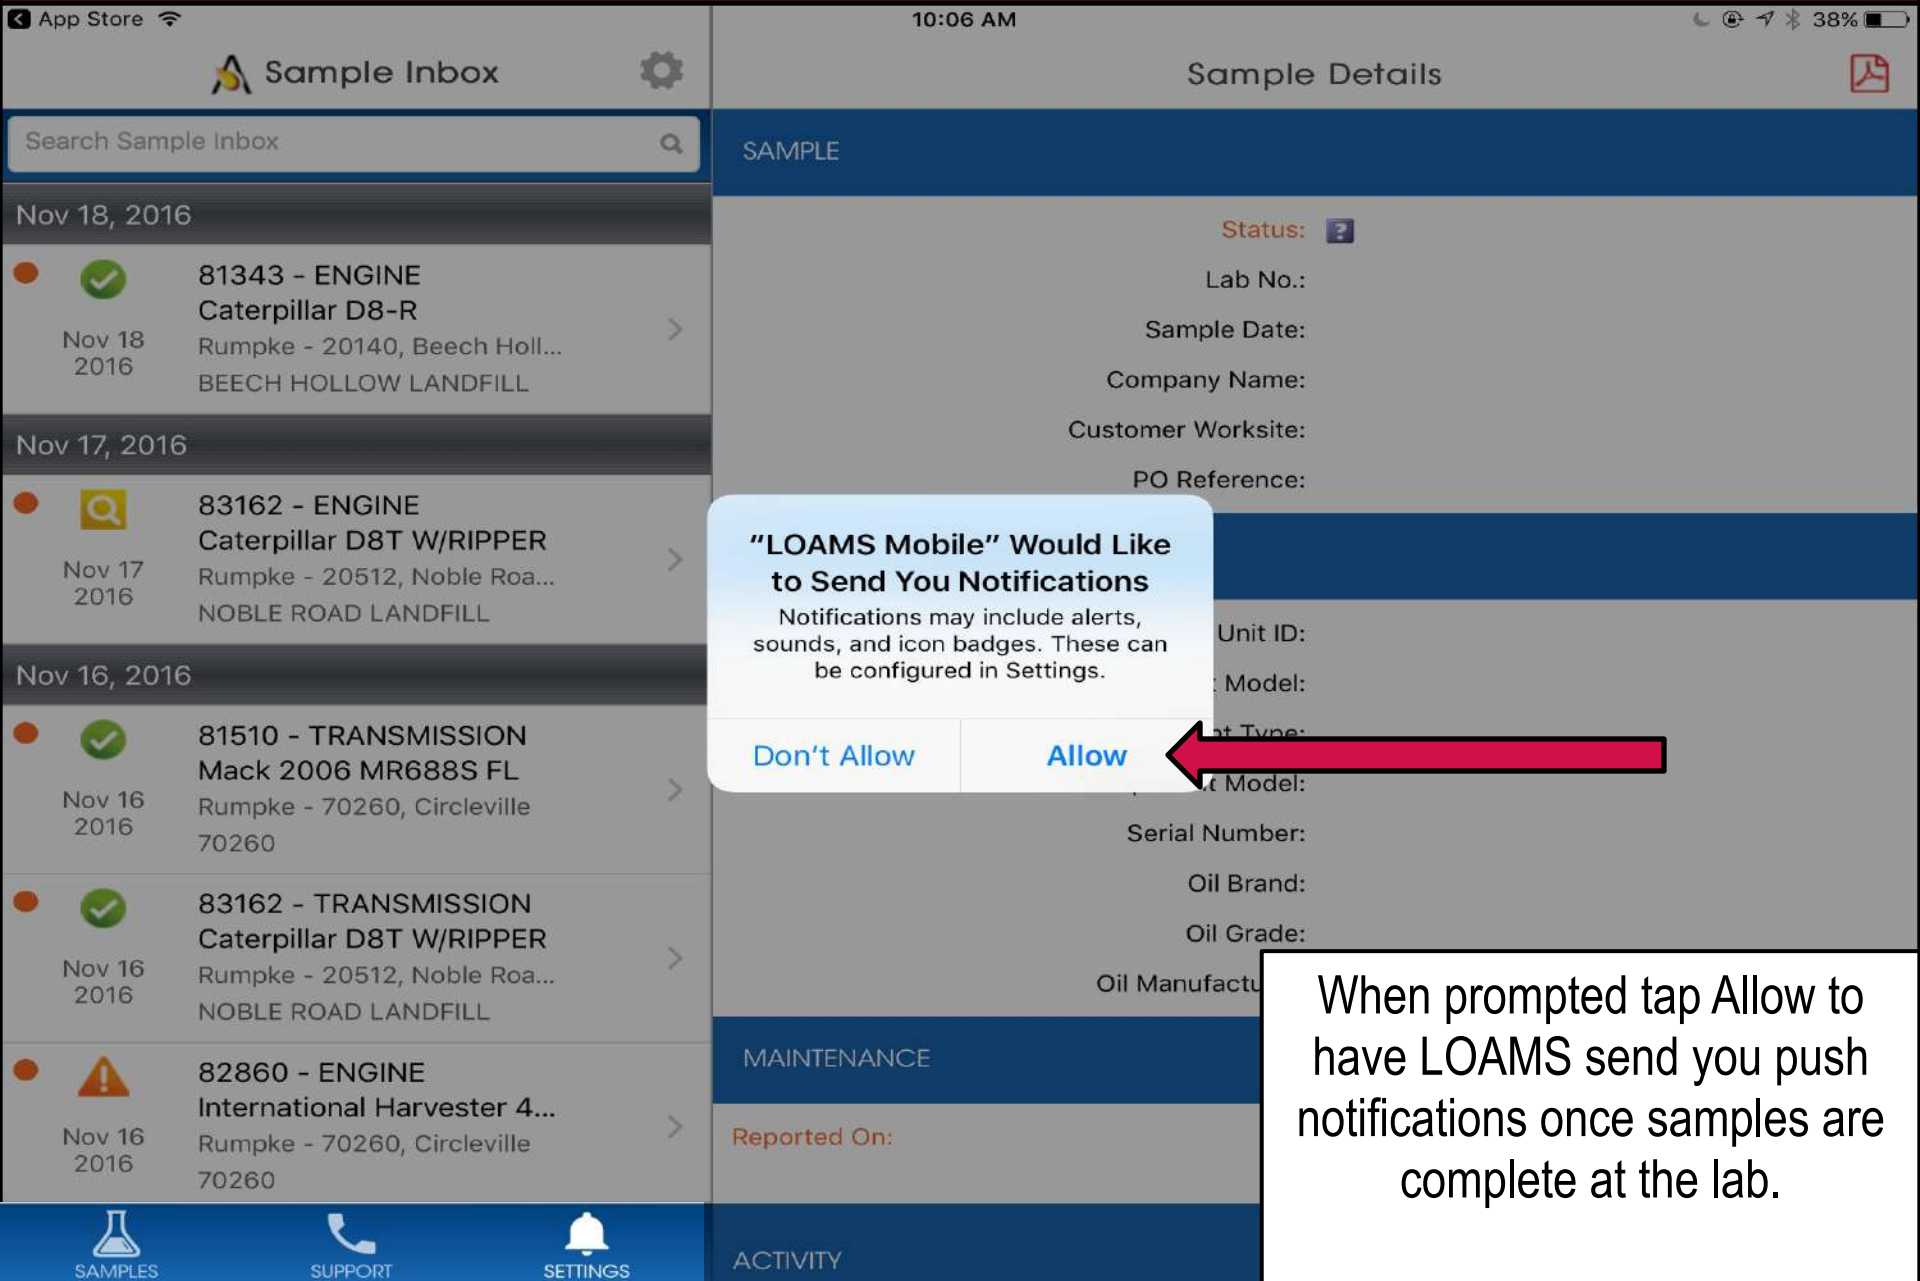 App Store
10:06 AM
38%
Sample Inbox
Sample Details
Search Sample Inbox
SAMPLE
Nov 18, 2016
81343 - ENGINE
Caterpillar D8-R
Nov 18
2016
Rumpke - 20140, Beech Holl...
BEECH HOLLOW LANDFILL
Nov 17, 2016
83162 - ENGINE
Caterpillar D8T W/RIPPER
Nov 17
2016
Rumpke - 20512, Noble Roa...
NOBLE ROAD LANDFILL
Nov 16, 2016
81510 - TRANSMISSION
Mack 2006 MR688S FL
Nov 16
2016
Rumpke - 70260, Circleville
70260
83162 - TRANSMISSION
Caterpillar D8T W/RIPPER
Nov 16
2016
Rumpke - 20512, Noble Roa...
NOBLE ROAD LANDFILL
82860 - ENGINE
International Harvester 4...
Nov 16
2016
Rumpke - 70260, Circleville
70260
SAMPLES
SUPPORT
SETTINGS
Status:
Lab No.:
Sample Date:
Company Name:
Customer Worksite:
PO Reference:
"LOAMS Mobile" Would Like
to Send You Notifications
Notifications may include alerts,
sounds, and icon badges. These can
be configured in Settings.
Don't Allow
Allow
Unit ID:
Model:
Type:
Model:
Serial Number:
Oil Brand:
Oil Grade:
Oil Manufactu
MAINTENANCE
Reported On:
ACTIVITY
When prompted tap Allow to
have LOAMS send you push
notifications once samples are
complete at the lab.